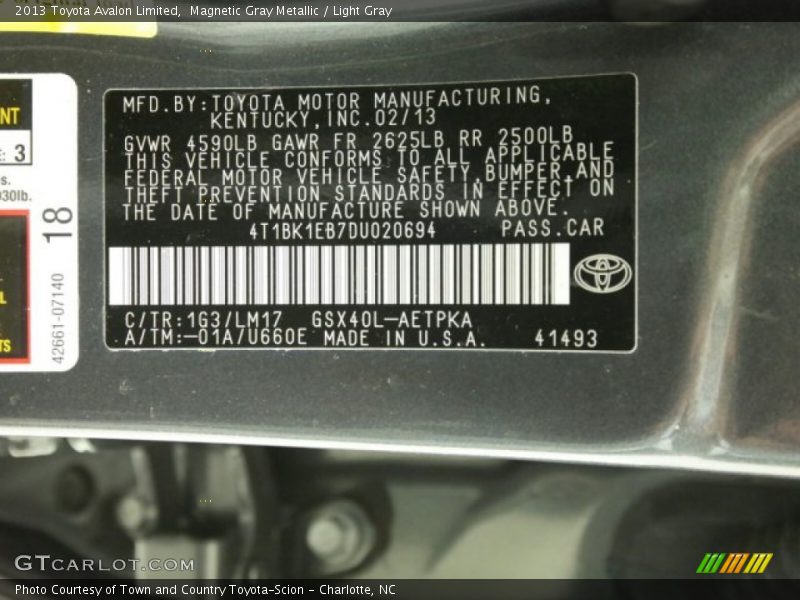 2013 Toyota Avalon Limited, Magnetic Gray Metallic / Light Gray
MFD.BY:TOYOTA MOTOR MANUFACTURING,
KENTUCKY,INC.02/13
GVWR 4590LB GAWR FR 2625LB RR 2500LB
THIS VEHICLE CONFORMS TO ALL APPLICABLE
FEDERAL MOTOR VEHICLE SAFETY,BUMPER,AND
THEFT PREVENTION STANDARDS IN EFFECT ON
THE DATE OF MANUFACTURE SHOWN ABOVE.
4T1BK1EB7DU020694 PASS.CAR
C/TR:1G3/LM17 GSX40L-AETPKA
A/TM:-01A/U660E MADE IN U.S.A. 41493
3
030lb.
18
42661-07140
GTCARLOT.COM
Photo Courtesy of Town and Country Toyota-Scion - Charlotte, NC